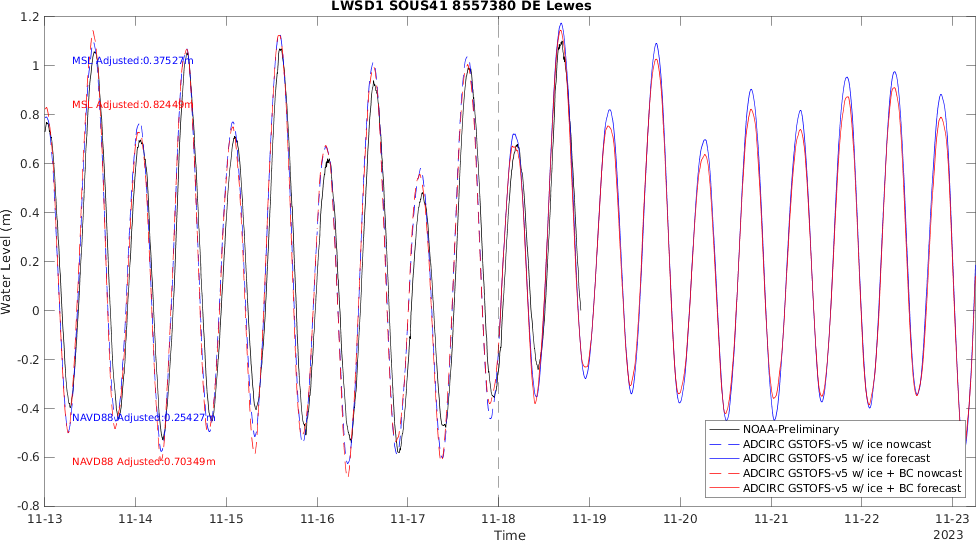 LWSD1 SOUS41 8557380 DE Lewes
1.2
1
0.8
0.6
0.4
0.2
0
-0.2
-0.4
-0.6
-0.8
Water Level (m)
MSL Adjusted:0.37527m
MSL Adjusted:0.82449m
NAVD88 Adjusted:0.25427m
NAVD88 Adjusted:0.70349m
NOAA-Preliminary
ADCIRC GSTOFS-v5 w/ ice nowcast
ADCIRC GSTOFS-v5 w/ ice forecast
ADCIRC GSTOFS-v5 w/ ice + BC nowcast
ADCIRC GSTOFS-v5 w/ ice + BC forecast
11-13 11-14 11-15 11-16 11-17 11-18 11-19 11-20 11-21 11-22 11-23
Time 2023